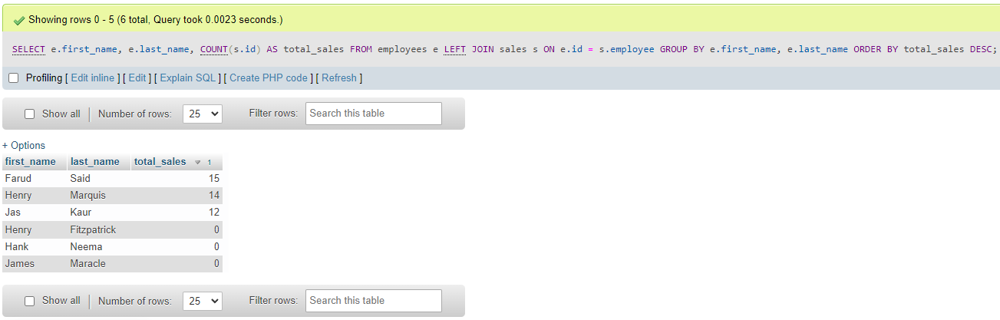 Showing rows 0 - 5 (6 total, Query took 0.0023 seconds.)
SELECT e.first_name, e.last_name, COUNT(s.id) AS total_sales FROM employees e LEFT JOIN sales s ON e.id = s.employee GROUP BY e.first_name, e.last_name ORDER BY total_sales DESC;
Profiling [ Edit inline ] [ Edit ] [ Explain SQL ] [ Create PHP code ] [ Refresh ]
Show all | Number of rows: 25 Filter rows: Search this table
+ Options
first_name last_name total_sales 1
Farud Said 15
Henry Marquis 14
Jas Kaur 12
Henry Fitzpatrick 0
Hank Neema 0
James Maracle 0
Show all | Number of rows: 25 Filter rows: Search this table